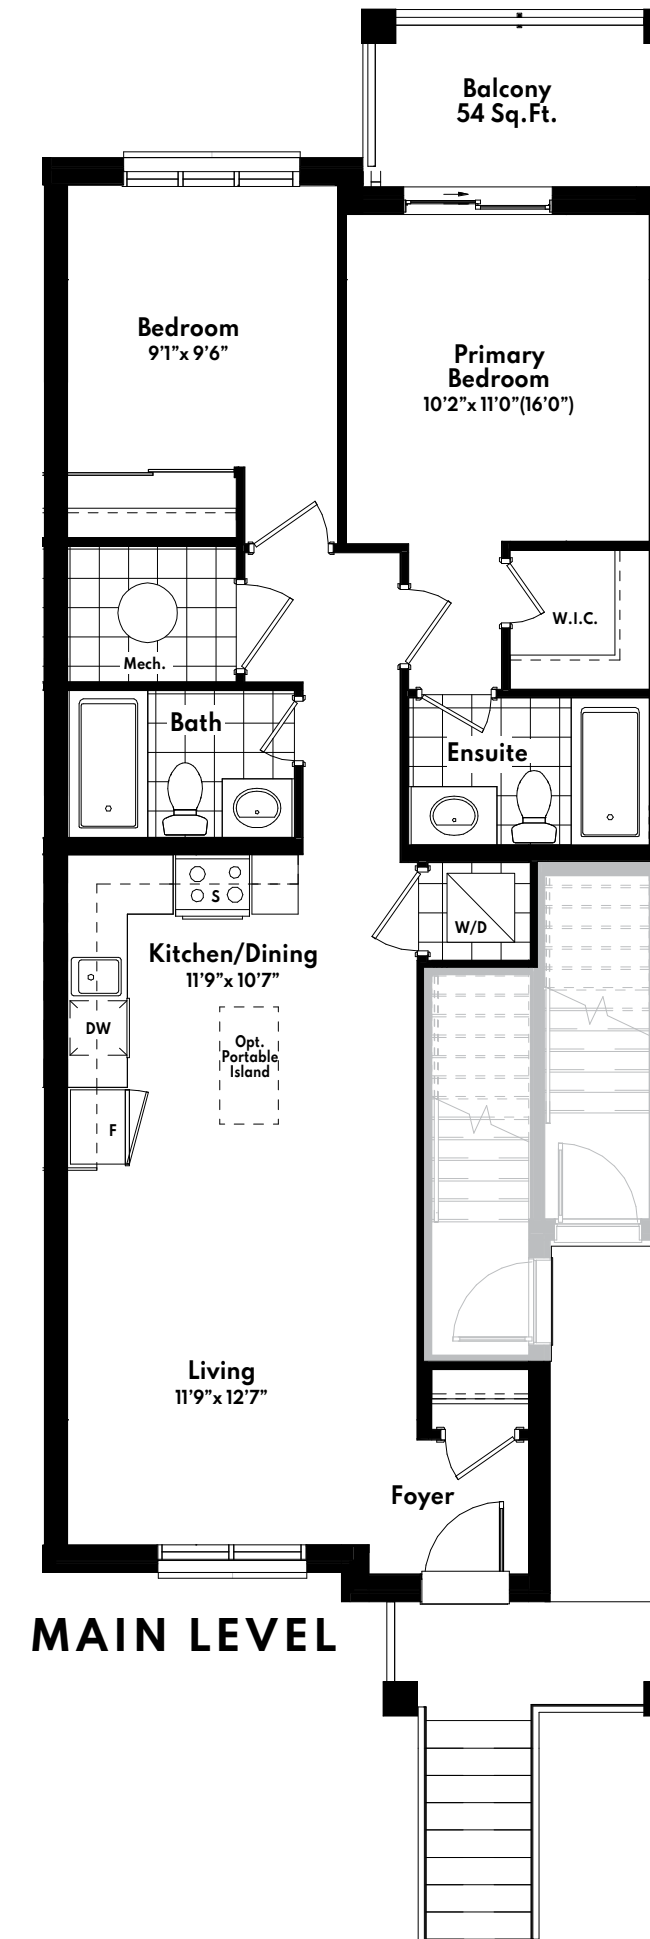 Balcony
54 Sq.Ft.
Bedroom
9'1”x 9'6”
Primary
Bedroom
10'2”x 11'0”(16'0”)
W.I.C.
Mech.
Bath
Ensuite
S
W/D
Kitchen/Dining
11'9”x 10'7”
DW
Opt.
Portable
Island
F
Living
11'9”x 12'7”
Foyer
MAIN LEVEL